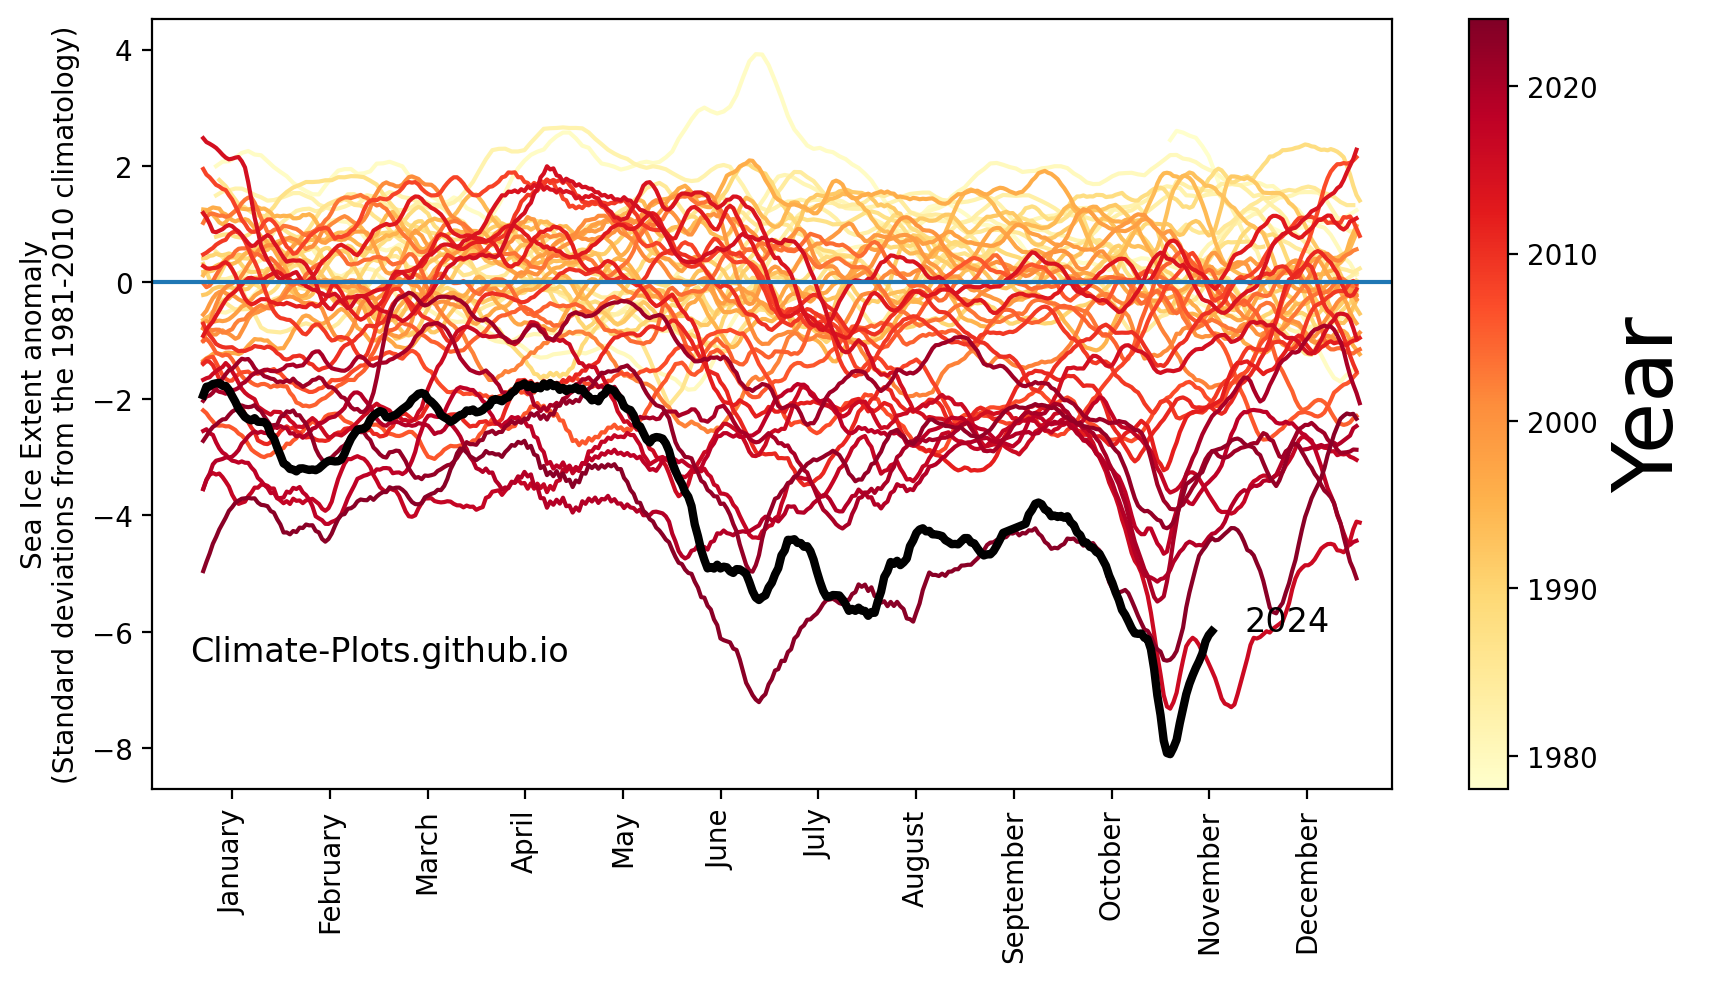 Sea Ice Extent anomaly
(Standard deviations from the 1981-2010 climatology)
4
2
0
−2
−4
−6
−8
Climate-Plots.github.io
2024
January
February
March
April
May
June
July
August
September
October
November
December
2020
2010
2000
1990
1980
Year